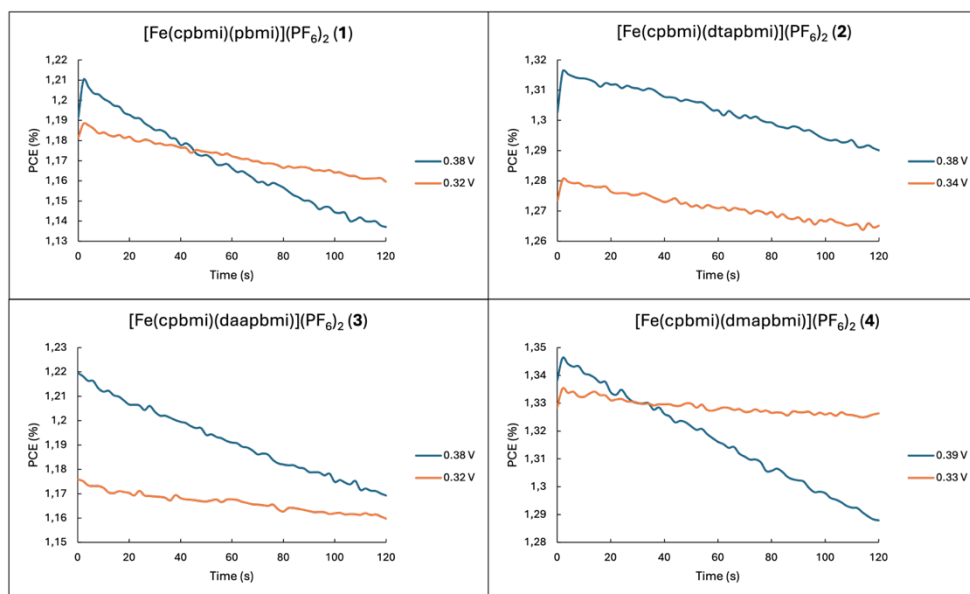 [Fe(cpbmi)(pbmi)](PF₆)₂ (1)
1,22
1,21
1,2
1,19
1,18
1,17
1,16
1,15
1,14
1,13
PCE (%)
0 20 40 60 80 100 120
Time (s)
0.38 V
0.32 V
[Fe(cpbmi)(dtapbmi)](PF₆)₂ (2)
1,32
1,31
1,3
1,29
1,28
1,27
1,26
PCE (%)
0 20 40 60 80 100 120
Time (s)
0.38 V
0.34 V
[Fe(cpbmi)(daapbmi)](PF₆)₂ (3)
1,23
1,22
1,21
1,2
1,19
1,18
1,17
1,16
1,15
PCE (%)
0 20 40 60 80 100 120
Time (s)
0.38 V
0.32 V
[Fe(cpbmi)(dmapbmi)](PF₆)₂ (4)
1,35
1,34
1,33
1,32
1,31
1,3
1,29
1,28
PCE (%)
0 20 40 60 80 100 120
Time (s)
0.39 V
0.33 V